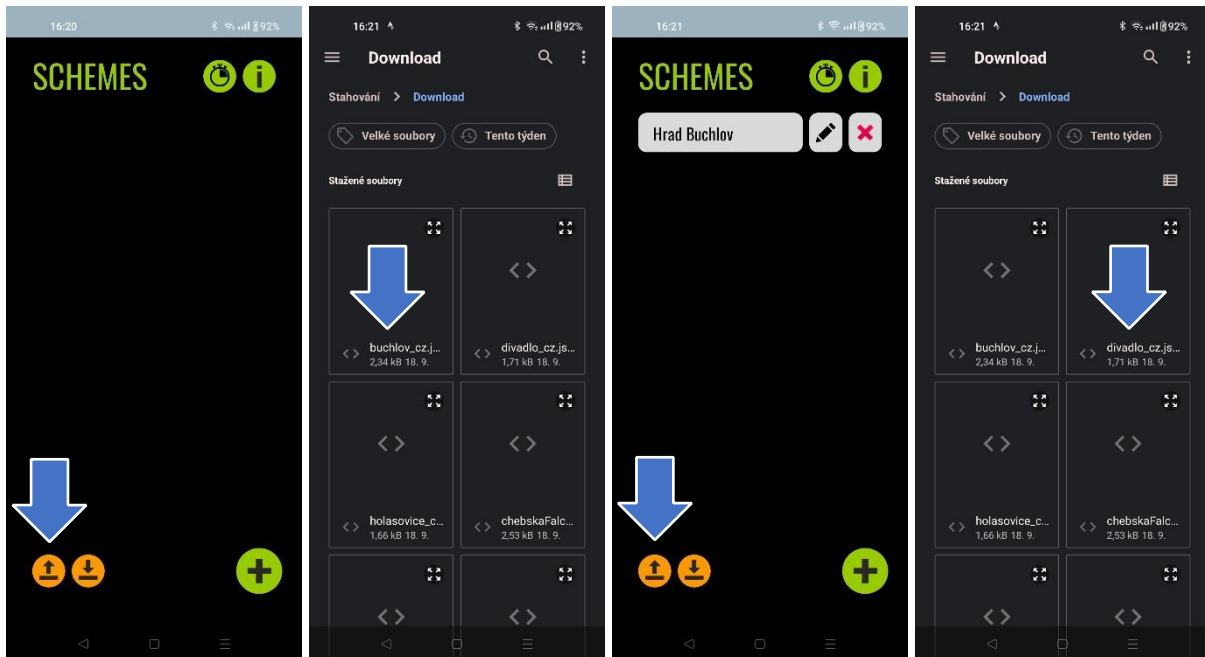 16:20
92%
SCHEMES
i
16:21
92%
Download
Stahování > Download
Velké soubory
Tento týden
Stažené soubory
buchlov_cz.j...
2,34 kB 18. 9.
divadlo_cz.js...
1,71 kB 18. 9.
holasovice_c...
1,66 kB 18. 9.
chebskaFalc...
2,53 kB 18. 9.
16:21
92%
SCHEMES
i
Hrad Buchlov
16:21
92%
Download
Stahování > Download
Velké soubory
Tento týden
Stažené soubory
buchlov_cz.j...
2,34 kB 18. 9.
divadlo_cz.js...
1,71 kB 18. 9.
holasovice_c...
1,66 kB 18. 9.
chebskaFalc...
2,53 kB 18. 9.